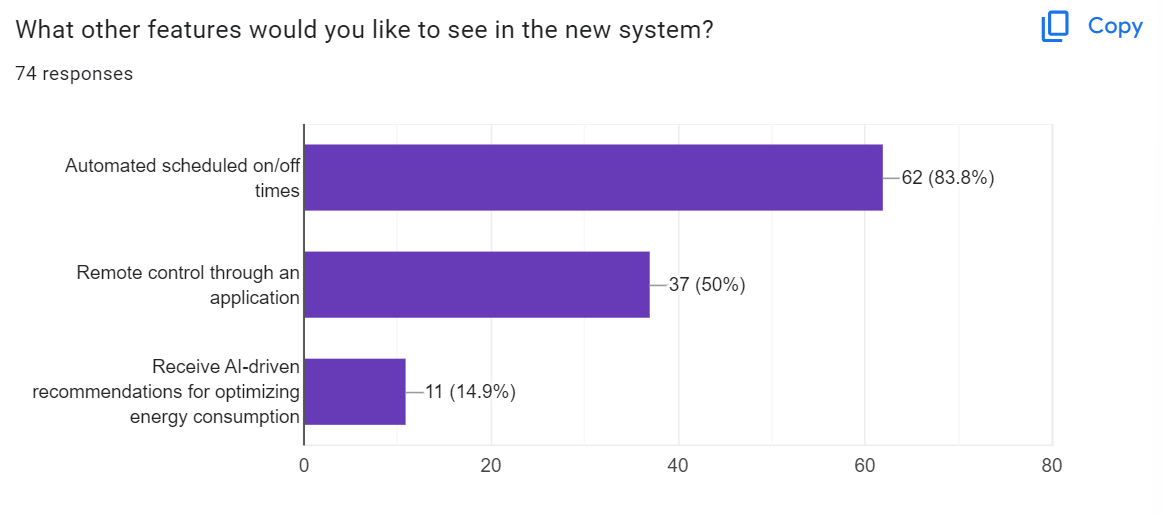 What other features would you like to see in the new system?
Copy
74 responses
Automated scheduled on/off
times
62 (83.8%)
Remote control through an
application
37 (50%)
Receive AI-driven
recommendations for optimizing
energy consumption
11 (14.9%)
0 20 40 60 80